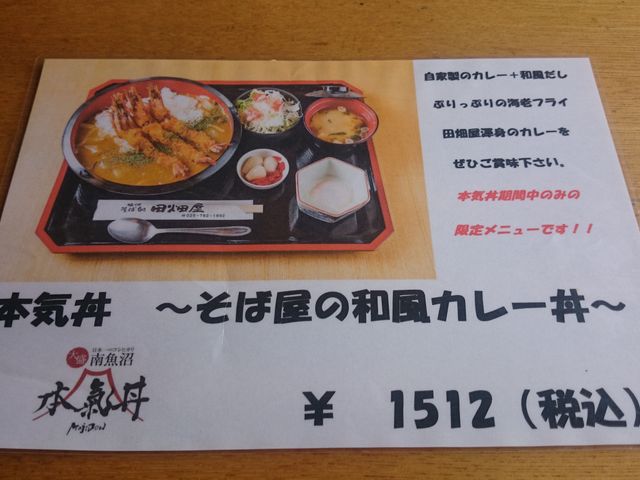 自家製のカレー＋和風だし
ぷりっぷりの海老フライ
田畑屋渾身のカレーを
ぜひご賞味下さい。
本気丼期間中のみの
限定メニューです！！
田畑屋
本気丼　～そば屋の和風カレー丼～
大盛
南魚沼
本氣丼
MajiDon
￥　1512（税込）